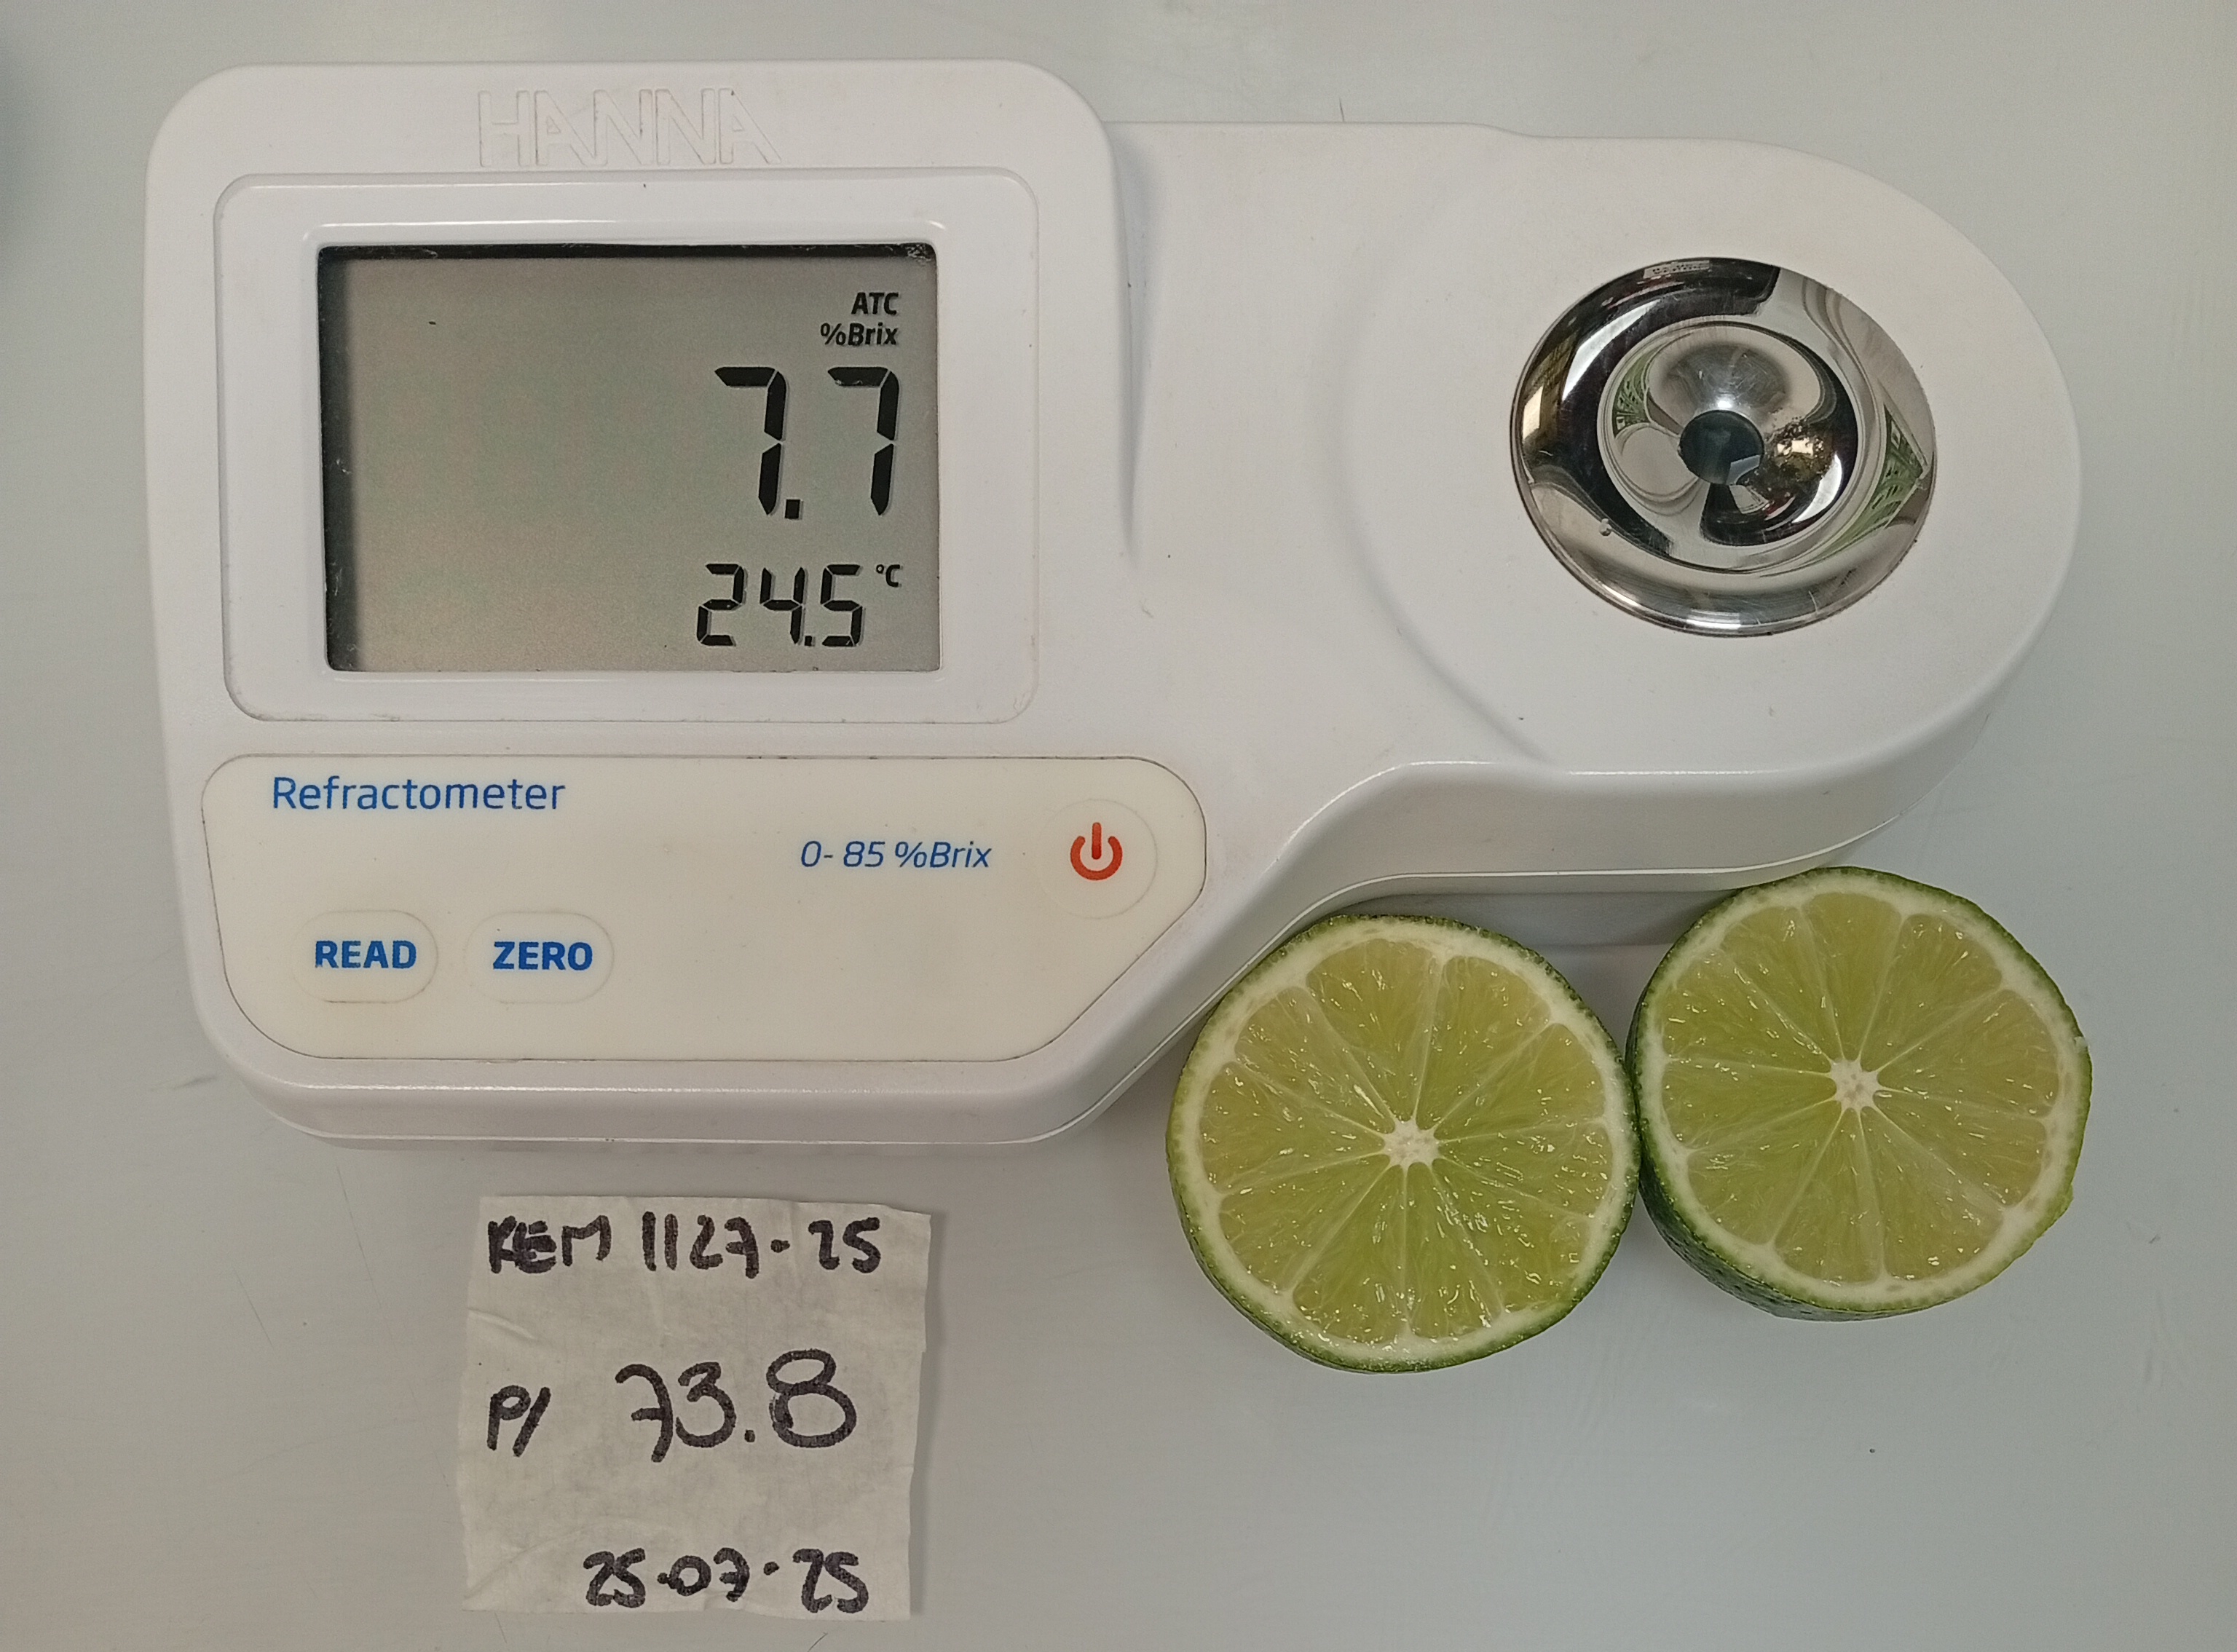 HANNA
ATC
%Brix
7.7
24.5 °C
Refractometer
0-85 %Brix
READ ZERO
REM 1127-25
P/ 73.8
25-07-25